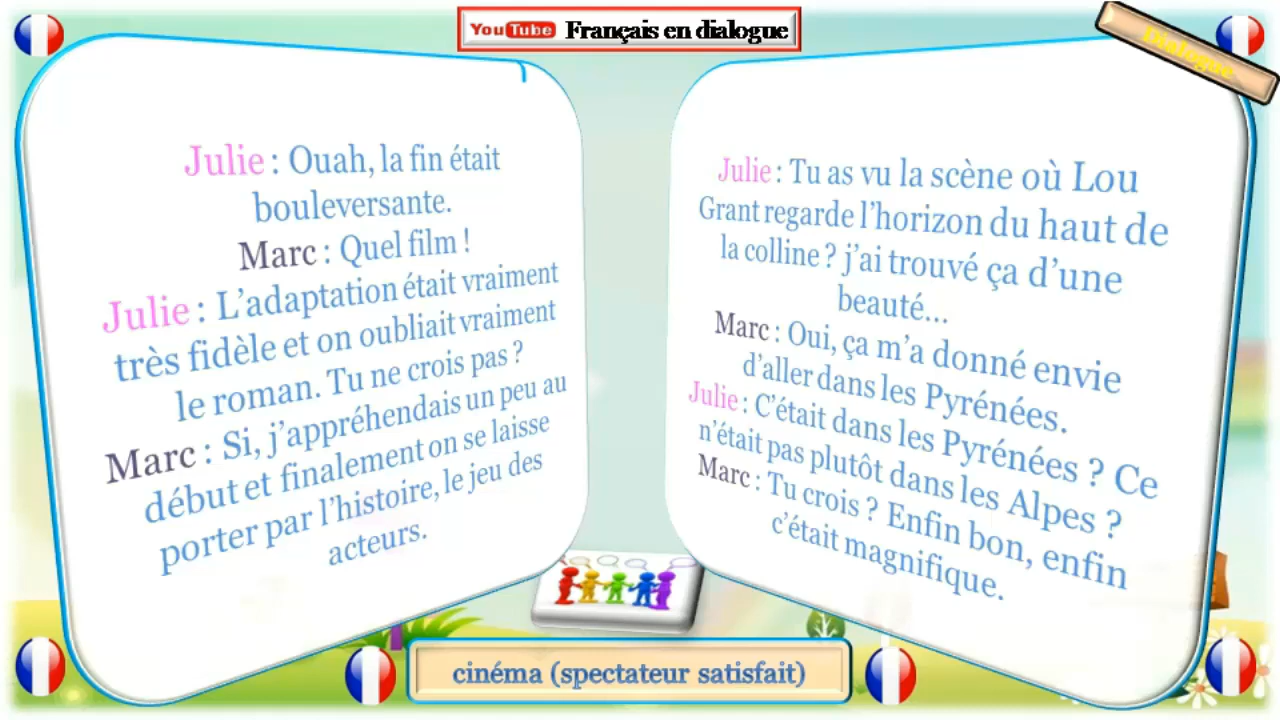 YouTube Français en dialogue
Dialogue
Julie : Ouah, la fin était
bouleversante.
Marc : Quel film !
Julie : L'adaptation était vraiment
très fidèle et on oubliait vraiment
le roman. Tu ne crois pas ?
Marc : Si, j'appréhendais un peu au
début et finalement on se laisse
porter par l'histoire, le jeu des
acteurs.
Julie : Tu as vu la scène où Lou
Grant regarde l'horizon du haut de
la colline ? j'ai trouvé ça d'une
beauté...
Marc : Oui, ça m'a donné envie
d'aller dans les Pyrénées.
Julie : C'était dans les Pyrénées ? Ce
n'était pas plutôt dans les Alpes ?
Marc : Tu crois ? Enfin bon, enfin
c'était magnifique.
cinéma (spectateur satisfait)